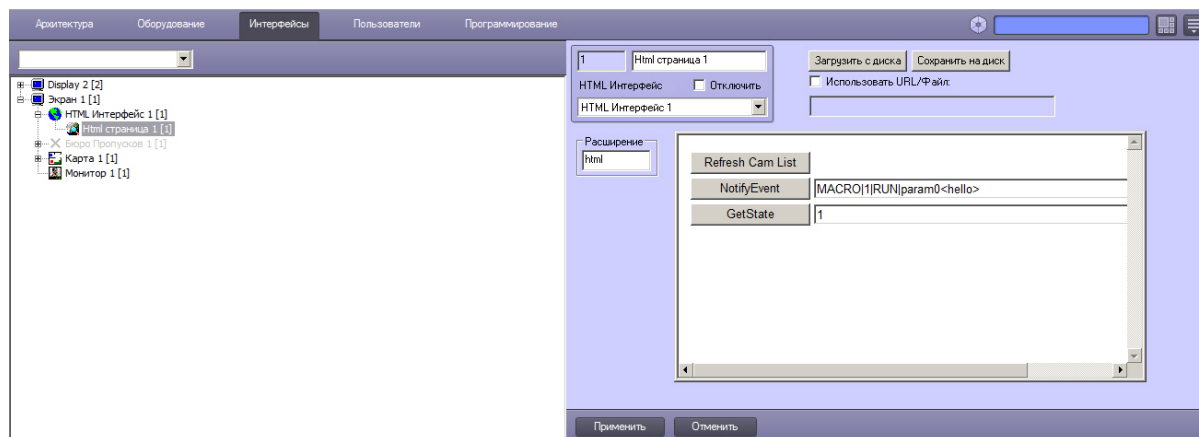 Архитектура Оборудование Интерфейсы Пользователи Программирование
Display 2 [2]
Экран 1 [1]
HTML Интерфейс 1 [1]
Html страница 1 [1]
Бюро Пропусков 1 [1]
Карта 1 [1]
Монитор 1 [1]
1 Html страница 1
HTML Интерфейс Отключить
HTML Интерфейс 1
Загрузить с диска Сохранить на диск
Использовать URL/Файл:
Расширение
html
Refresh Cam List
NotifyEvent MACRO|1|RUN|param0<hello>
GetState 1
Применить Отменить